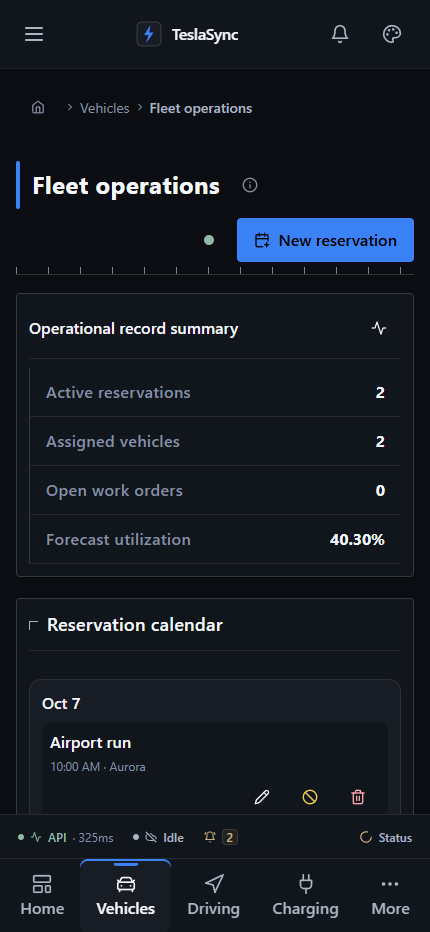 TeslaSync
Vehicles Fleet operations
Fleet operations
New reservation
Operational record summary
Active reservations 2
Assigned vehicles 2
Open work orders 0
Forecast utilization 40.30%
Reservation calendar
Oct 7
Airport run
10:00 AM · Aurora
API · 325ms Idle 2 Status
Home Vehicles Driving Charging More